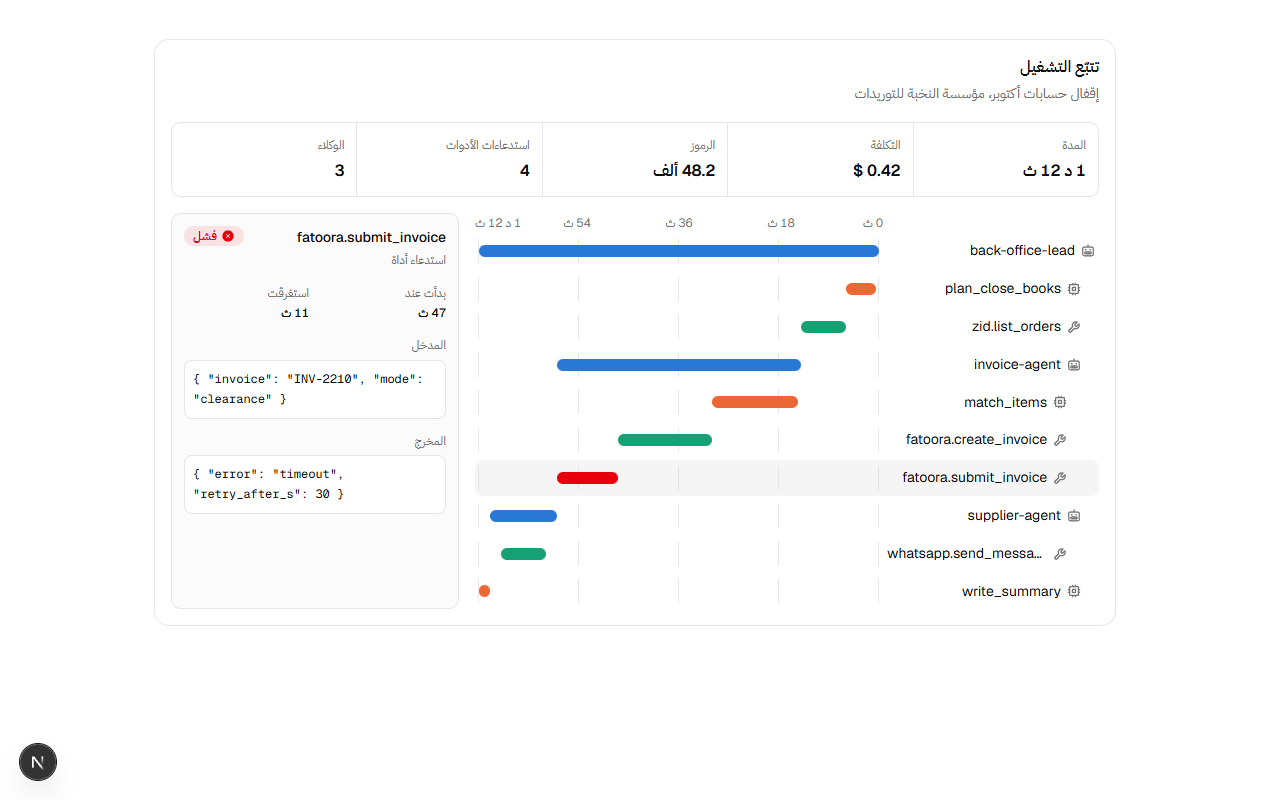 تتبّع التشغيل
إقفال حسابات أكتوبر، مؤسسة النخبة للتوريدات
المدة
1 د 12 ث
التكلفة
0.42 $
الرموز
48.2 ألف
استدعاءات الأدوات
4
الوكلاء
3
0 ث
18 ث
36 ث
54 ث
1 د 12 ث
back-office-lead
plan_close_books
zid.list_orders
invoice-agent
match_items
fatoora.create_invoice
fatoora.submit_invoice
supplier-agent
whatsapp.send_messa...
write_summary
fatoora.submit_invoice
فشل
استدعاء أداة
بدأت عند
47 ث
استغرقت
11 ث
المدخل
{ "invoice": "INV-2210", "mode":
"clearance" }
المخرج
{ "error": "timeout",
"retry_after_s": 30 }
N